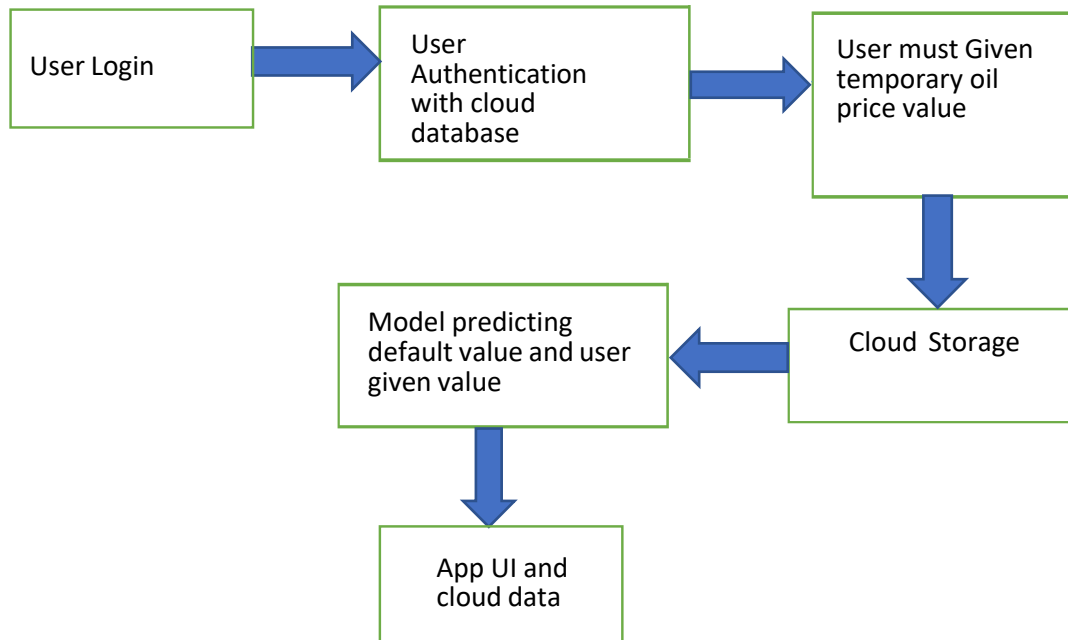 User Login
User
Authentication
with cloud
database
User must Given
temporary oil
price value
Cloud Storage
Model predicting
default value and user
given value
App UI and
cloud data